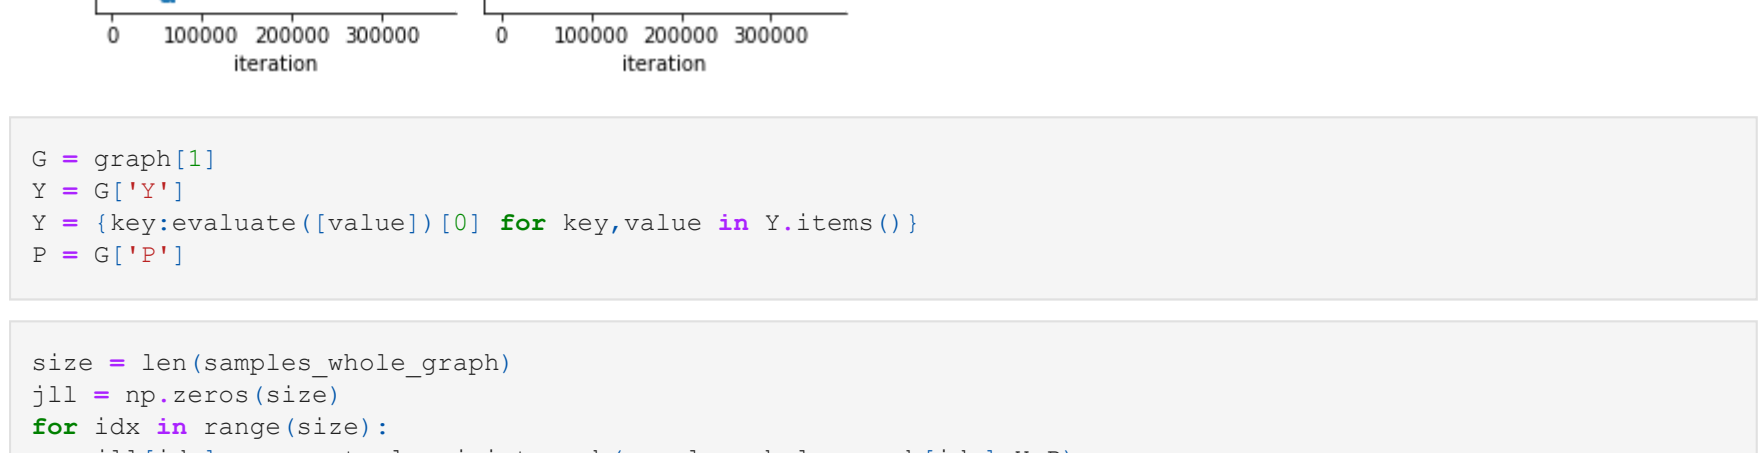 0 100000 200000 300000 0 100000 200000 300000
iteration iteration
G = graph[1]
Y = G['Y']
Y = {key:evaluate([value])[0] for key,value in Y.items()}
P = G['P']
size = len(samples_whole_graph)
jll = np.zeros(size)
for idx in range(size):